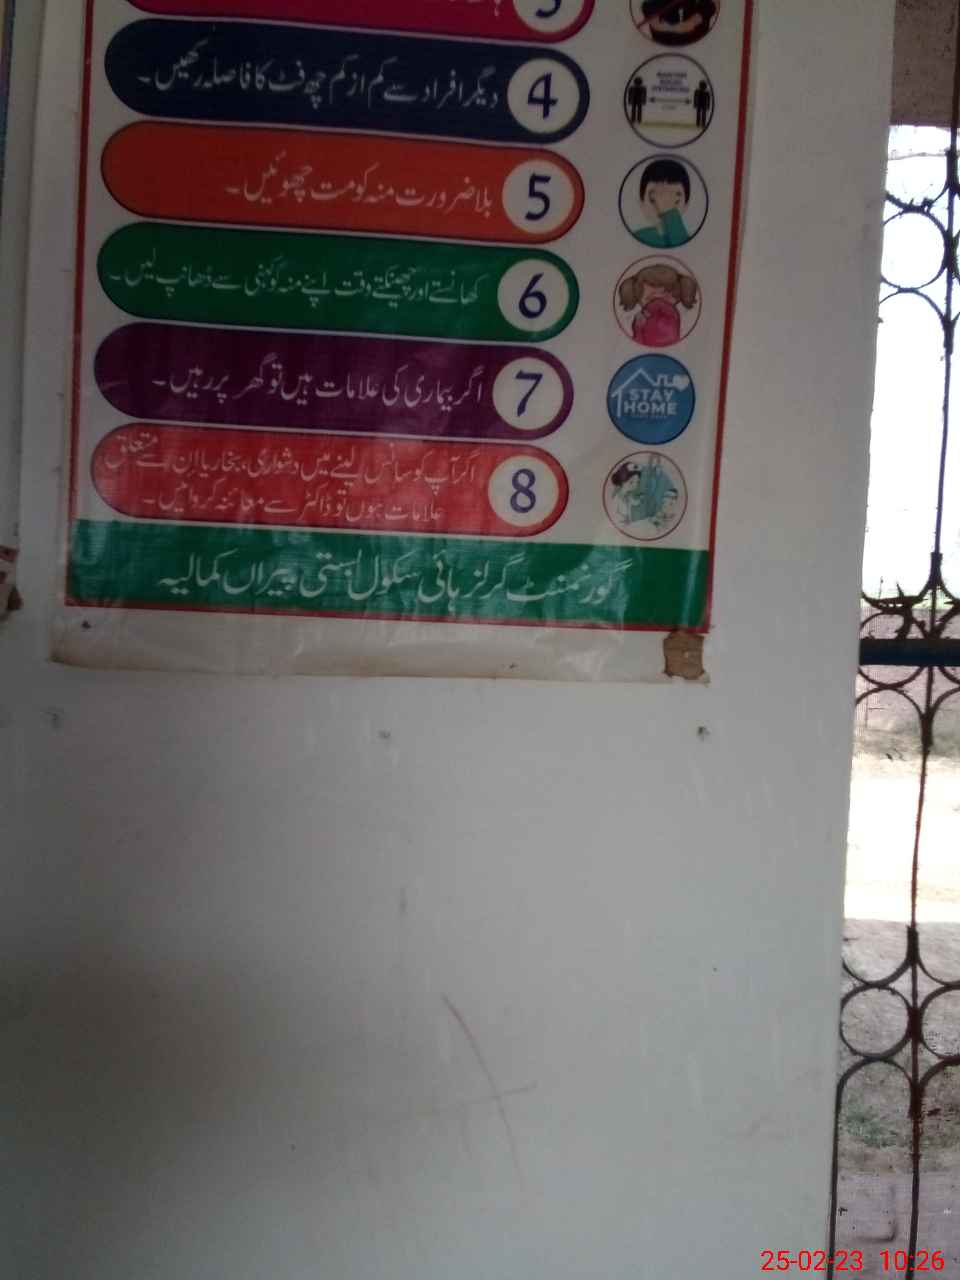 3
4 دیگر افراد سے کم از کم چھ فٹ کا فاصلہ رکھیں۔
5 بلا ضرورت منہ کو مت چھوئیں۔
6 کھانستے اور چھینکتے وقت اپنے منہ کو کہنی سے ڈھانپ لیں۔
7 اگر بیماری کی علامات ہیں تو گھر پر رہیں۔
STAY
HOME
8 اگر آپ کو سانس لینے میں دشواری، بخار یا اِن سے متعلق
علامات ہوں تو ڈاکٹر سے معائنہ کروائیں۔
گورنمنٹ گرلز ہائی سکول بستی پیراں کمالیہ
25-02-23 10:26